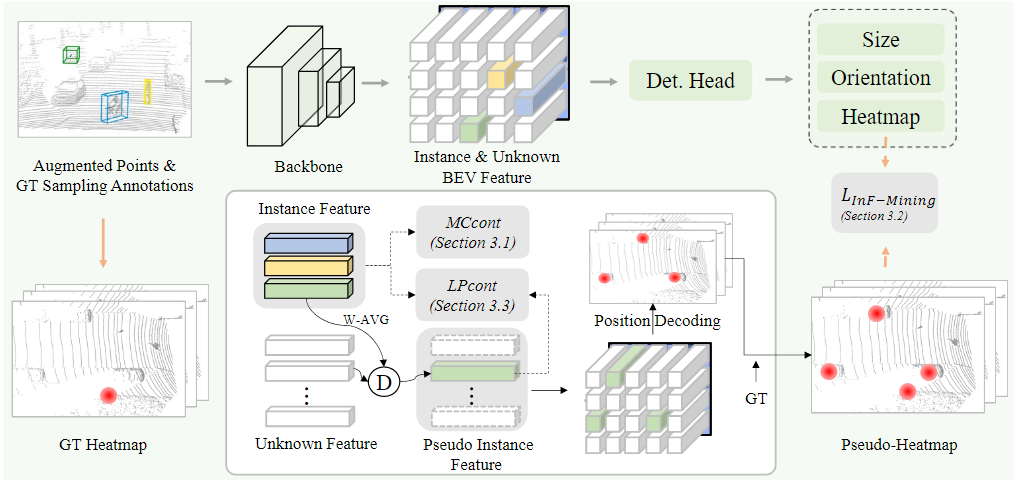 Augmented Points &
GT Sampling Annotations
Backbone
Instance & Unknown
BEV Feature
Det. Head
Size
Orientation
Heatmap
L_{InF-Mining}
(Section 3.2)
GT Heatmap
Instance Feature
MCcont
(Section 3.1)
LPcont
(Section 3.3)
W-AVG
D
Unknown Feature
Pseudo Instance
Feature
Position Decoding
GT
Pseudo-Heatmap